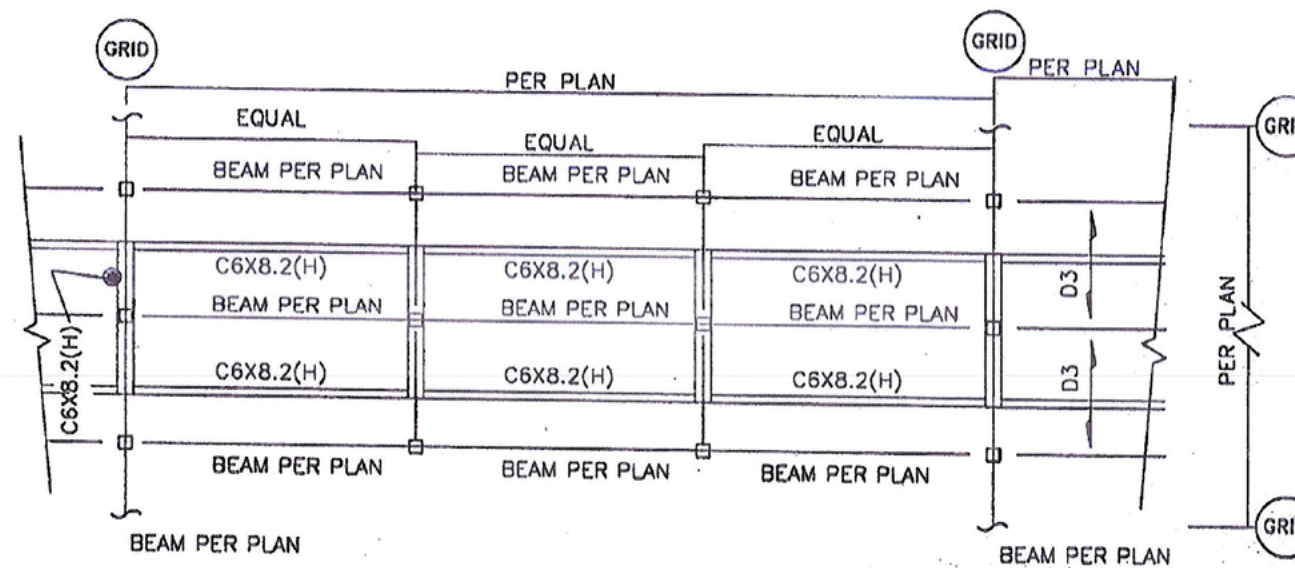 GRID
GRID
PER PLAN
PER PLAN
EQUAL
EQUAL
EQUAL
GRI
BEAM PER PLAN
BEAM PER PLAN
BEAM PER PLAN
C6X8.2(H)
C6X8.2(H)
C6X8.2(H)
D3
BEAM PER PLAN
BEAM PER PLAN
BEAM PER PLAN
C6X8.2(H)
PER PLAN
C6X8.2(H)
C6X8.2(H)
C6X8.2(H)
D3
BEAM PER PLAN
BEAM PER PLAN
BEAM PER PLAN
GRI
BEAM PER PLAN
BEAM PER PLAN